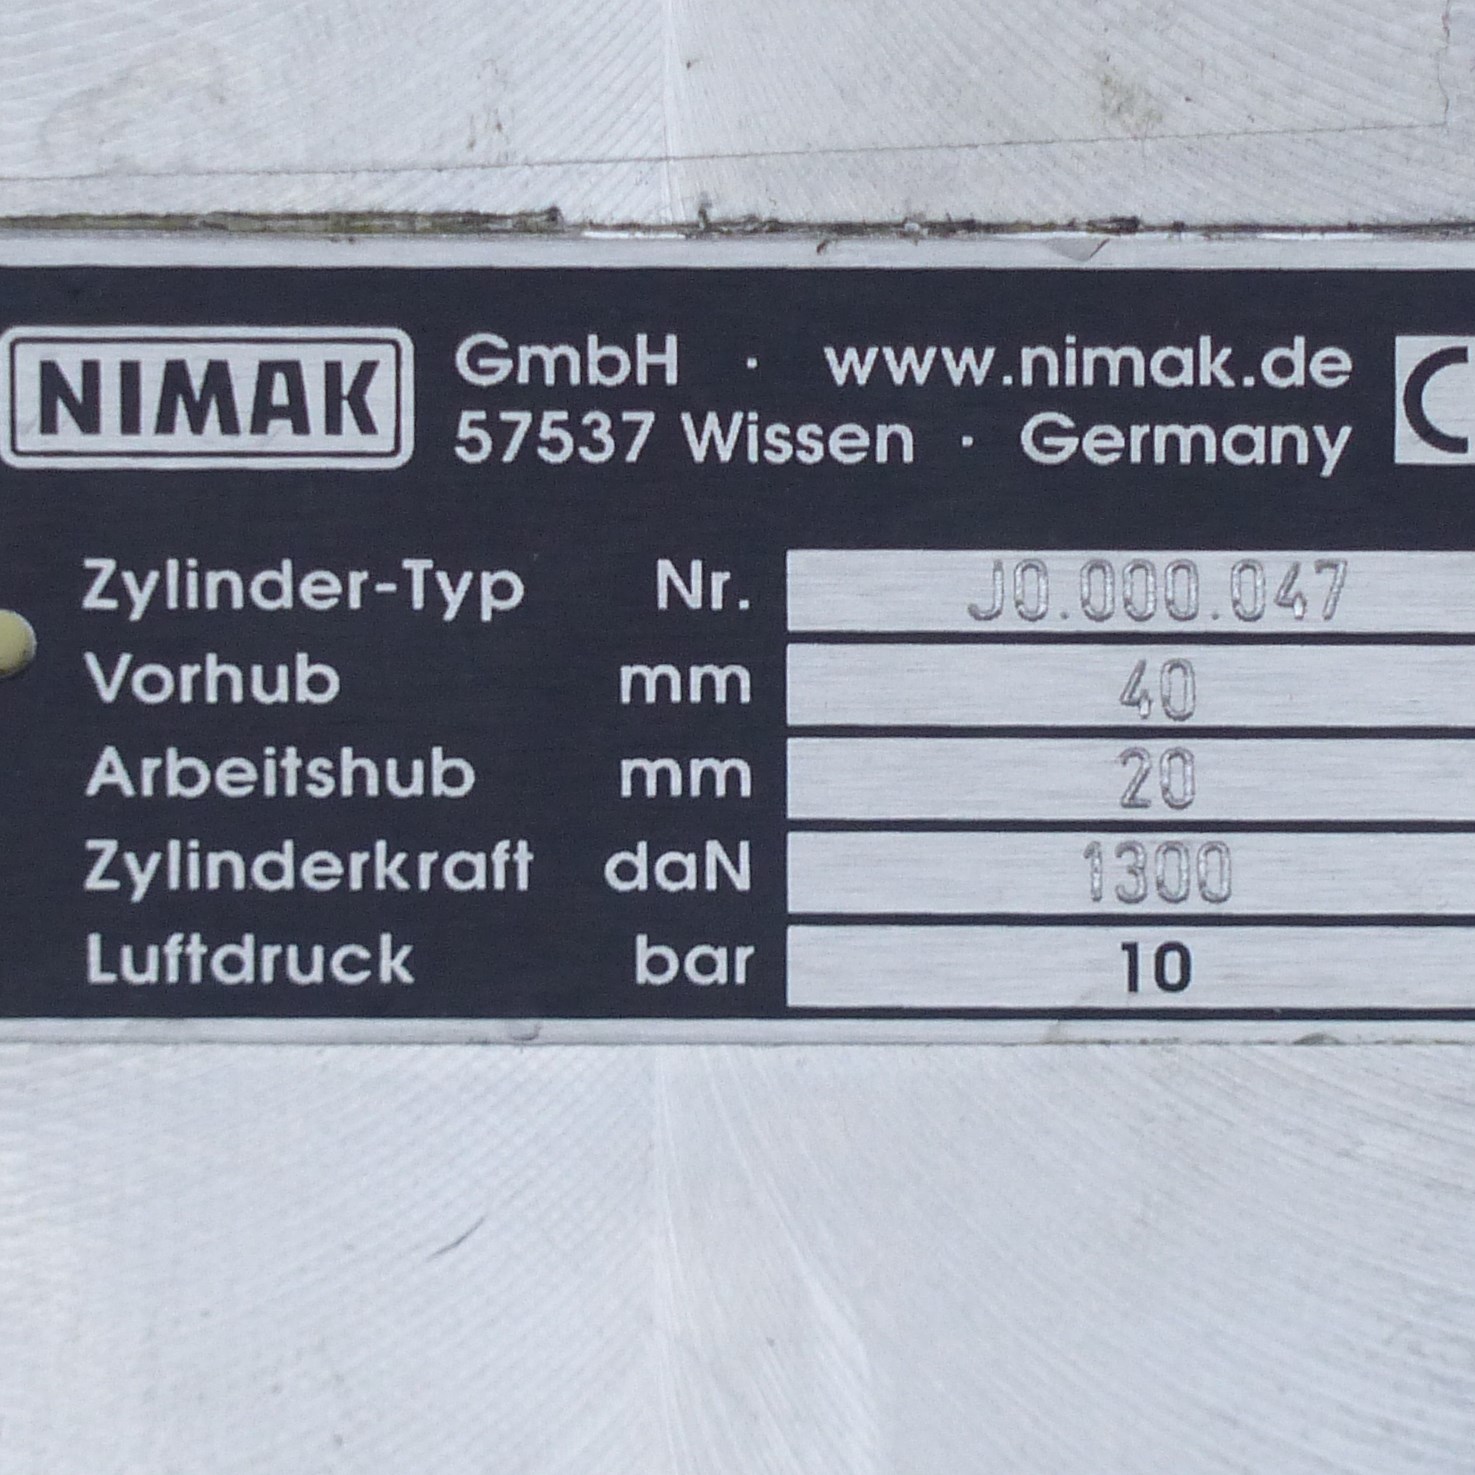 NIMAK GmbH · www.nimak.de
57537 Wissen · Germany
Zylinder-Typ Nr. J0.000.047
Vorhub mm 40
Arbeitshub mm 20
Zylinderkraft daN 1300
Luftdruck bar 10